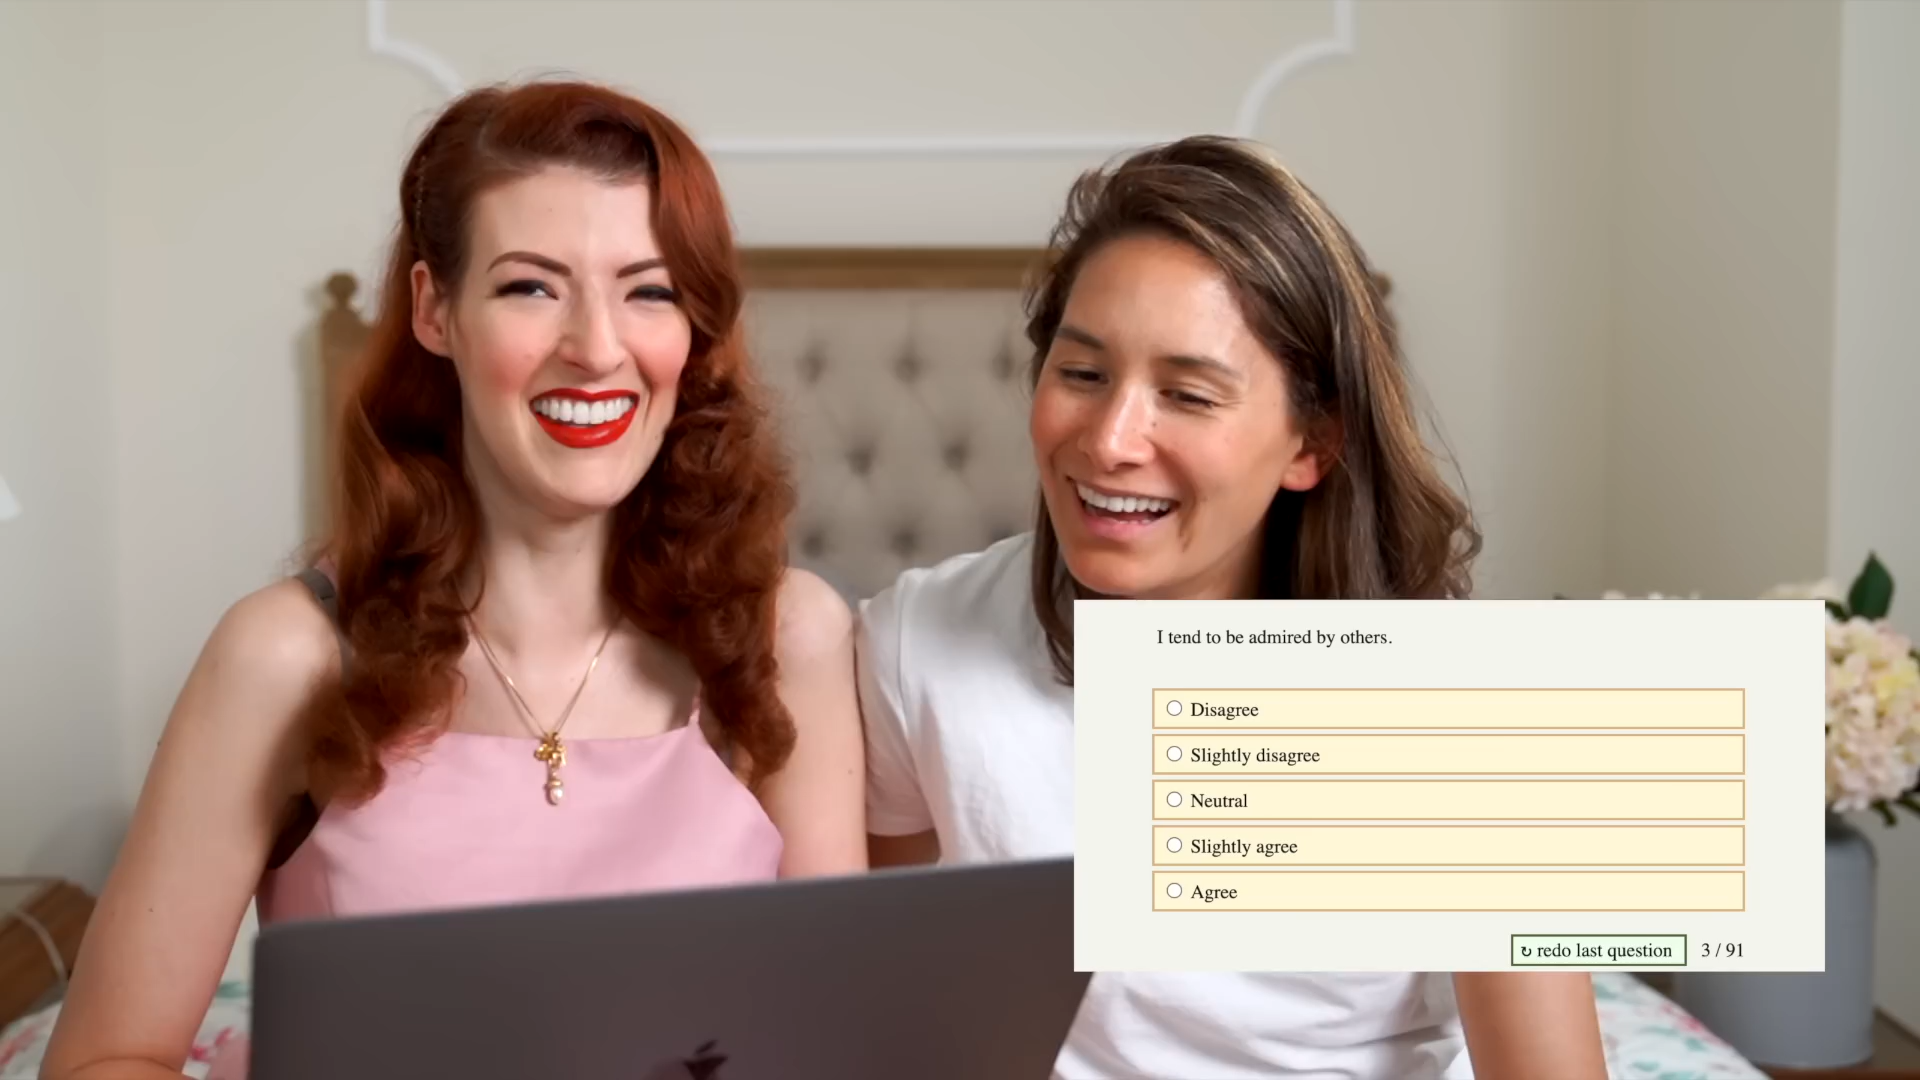 I tend to be admired by others.
Disagree
Slightly disagree
Neutral
Slightly agree
Agree
↻ redo last question 3 / 91